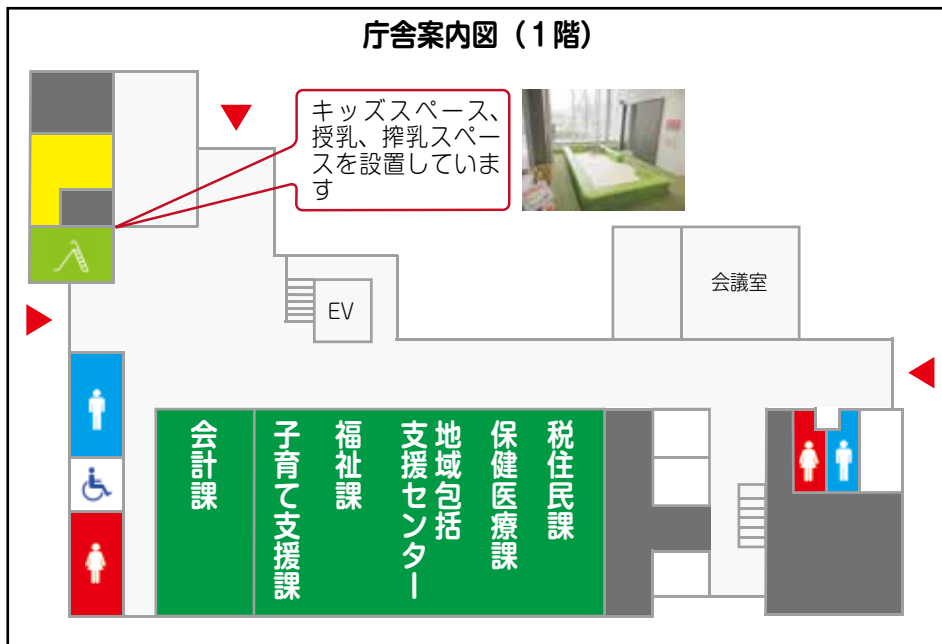 庁舎案内図（１階）
キッズスペース、
授乳、搾乳スペー
スを設置していま
す
EV
会議室
会計課
子育て支援課
福祉課
地域包括
支援センター
保健医療課
税住民課